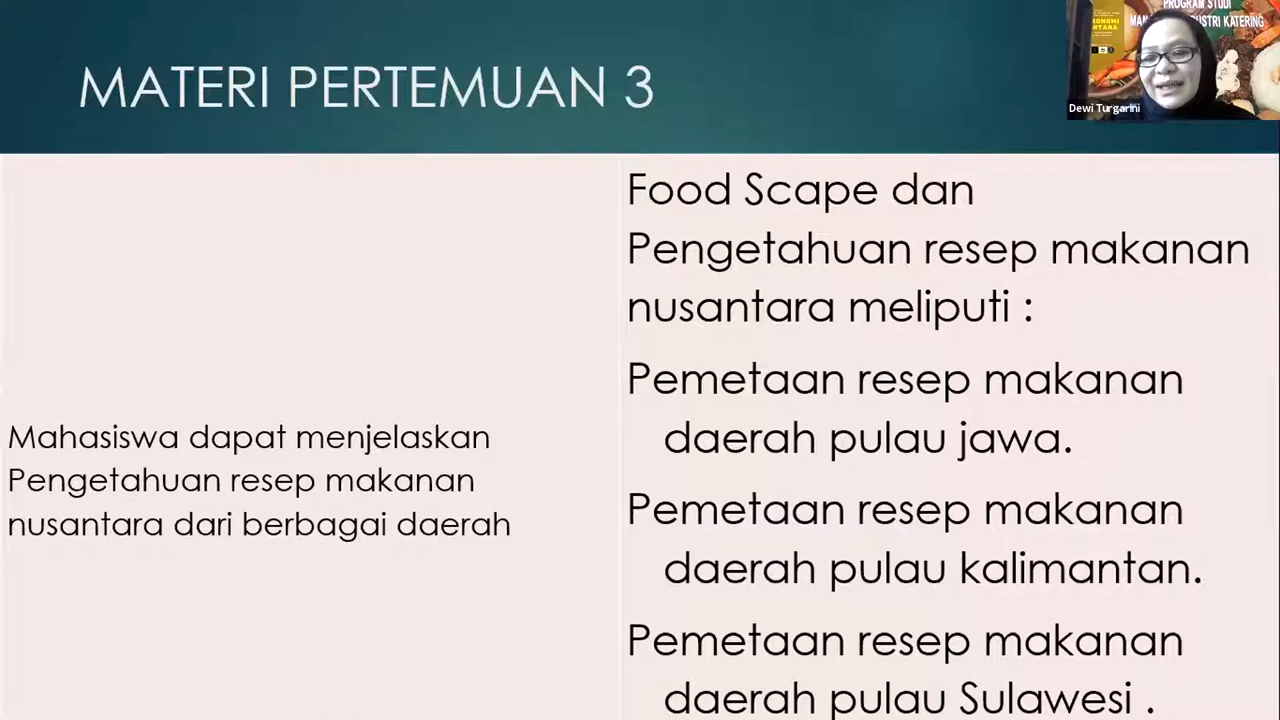 MATERI PERTEMUAN 3
PROGRAM STUDI
Dewi Turgarini
Mahasiswa dapat menjelaskan
Pengetahuan resep makanan
nusantara dari berbagai daerah
Food Scape dan
Pengetahuan resep makanan
nusantara meliputi :
Pemetaan resep makanan
daerah pulau jawa.
Pemetaan resep makanan
daerah pulau kalimantan.
Pemetaan resep makanan
daerah pulau Sulawesi .